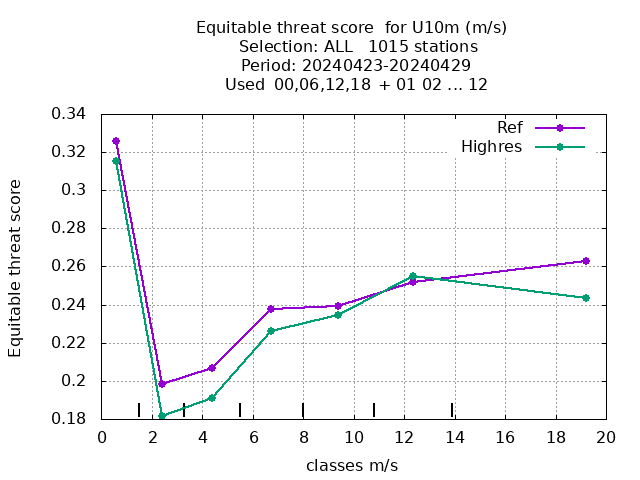 Equitable threat score  for U10m (m/s)
Selection: ALL   1015 stations
Period: 20240423-20240429
Used  00,06,12,18 + 01 02 ... 12
0.34
Ref
0.32
Highres
0.3
0.28
0.26
0.24
0.22
0.2
0.18
Equitable threat score
0 2 4 6 8 10 12 14 16 18 20
classes m/s